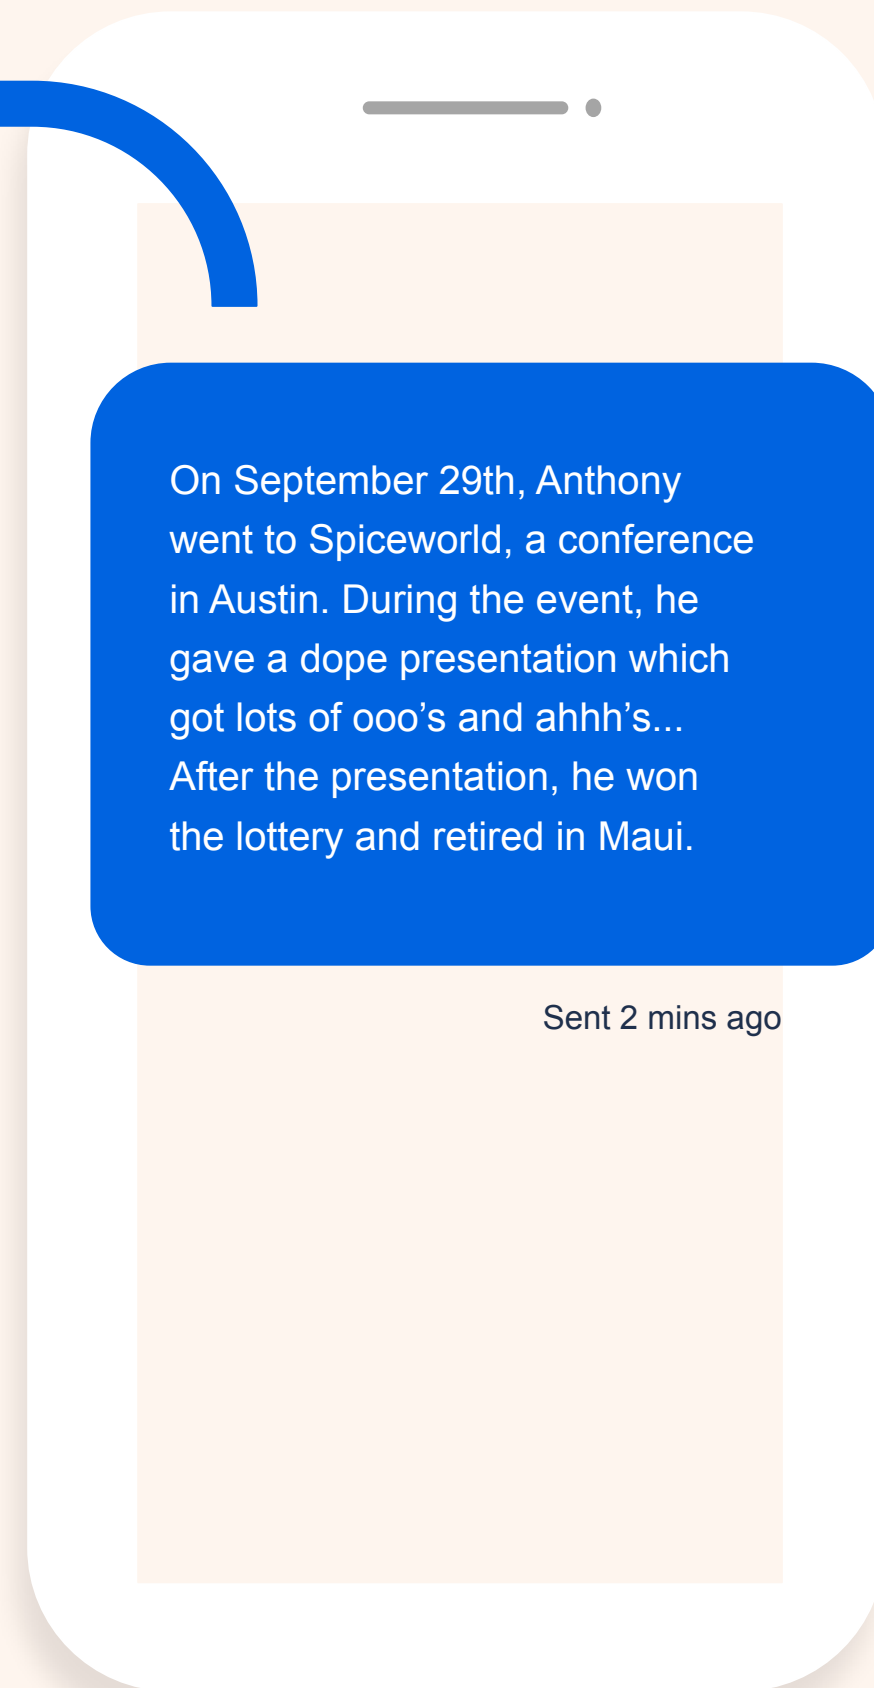 On September 29th, Anthony
went to Spiceworld, a conference
in Austin. During the event, he
gave a dope presentation which
got lots of ooo’s and ahhh’s...
After the presentation, he won
the lottery and retired in Maui.
Sent 2 mins ago